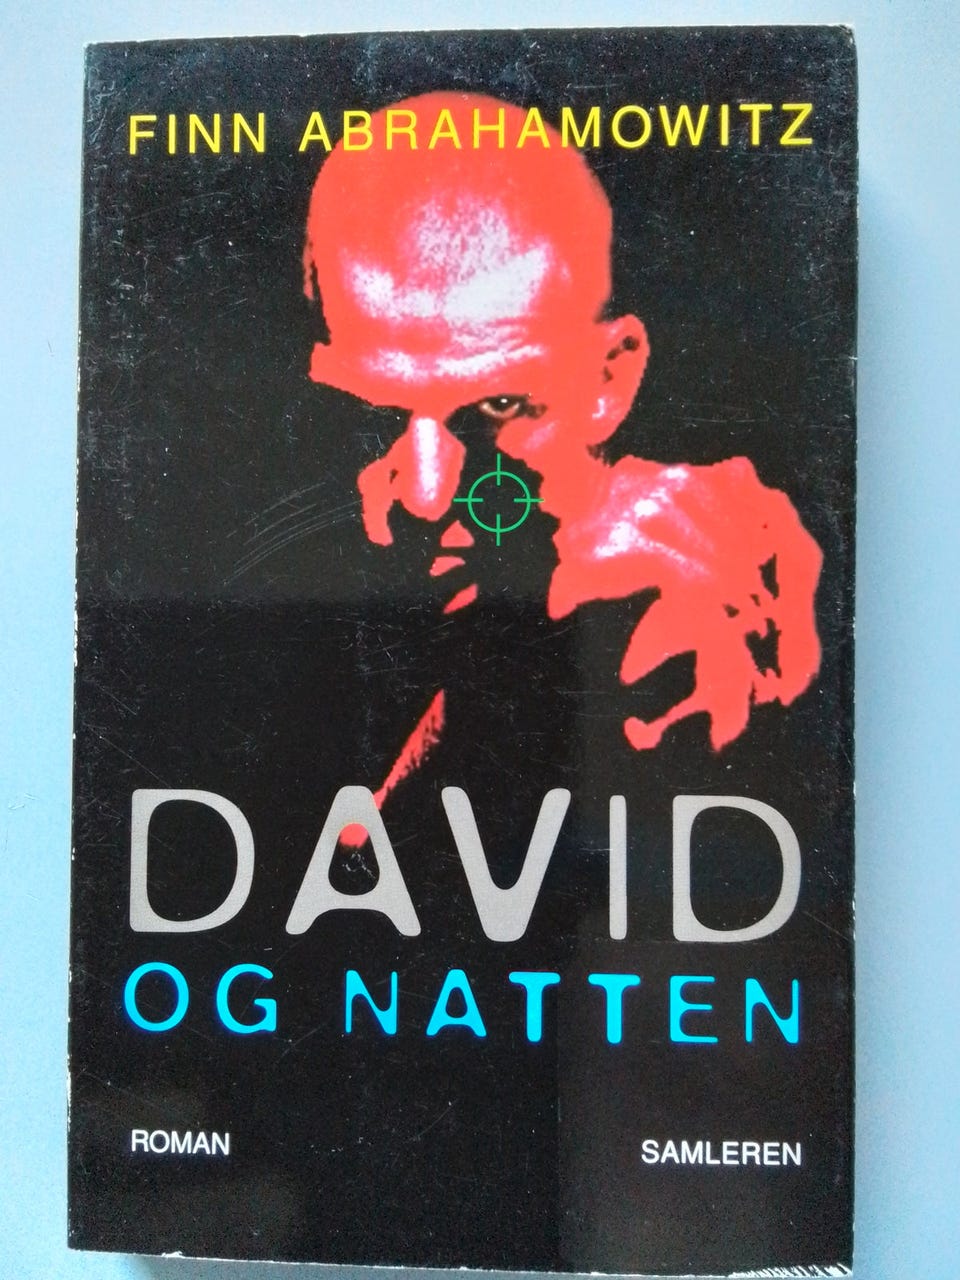 FINN ABRAHAMOWITZ
DAVID
OG NATTEN
ROMAN
SAMLEREN